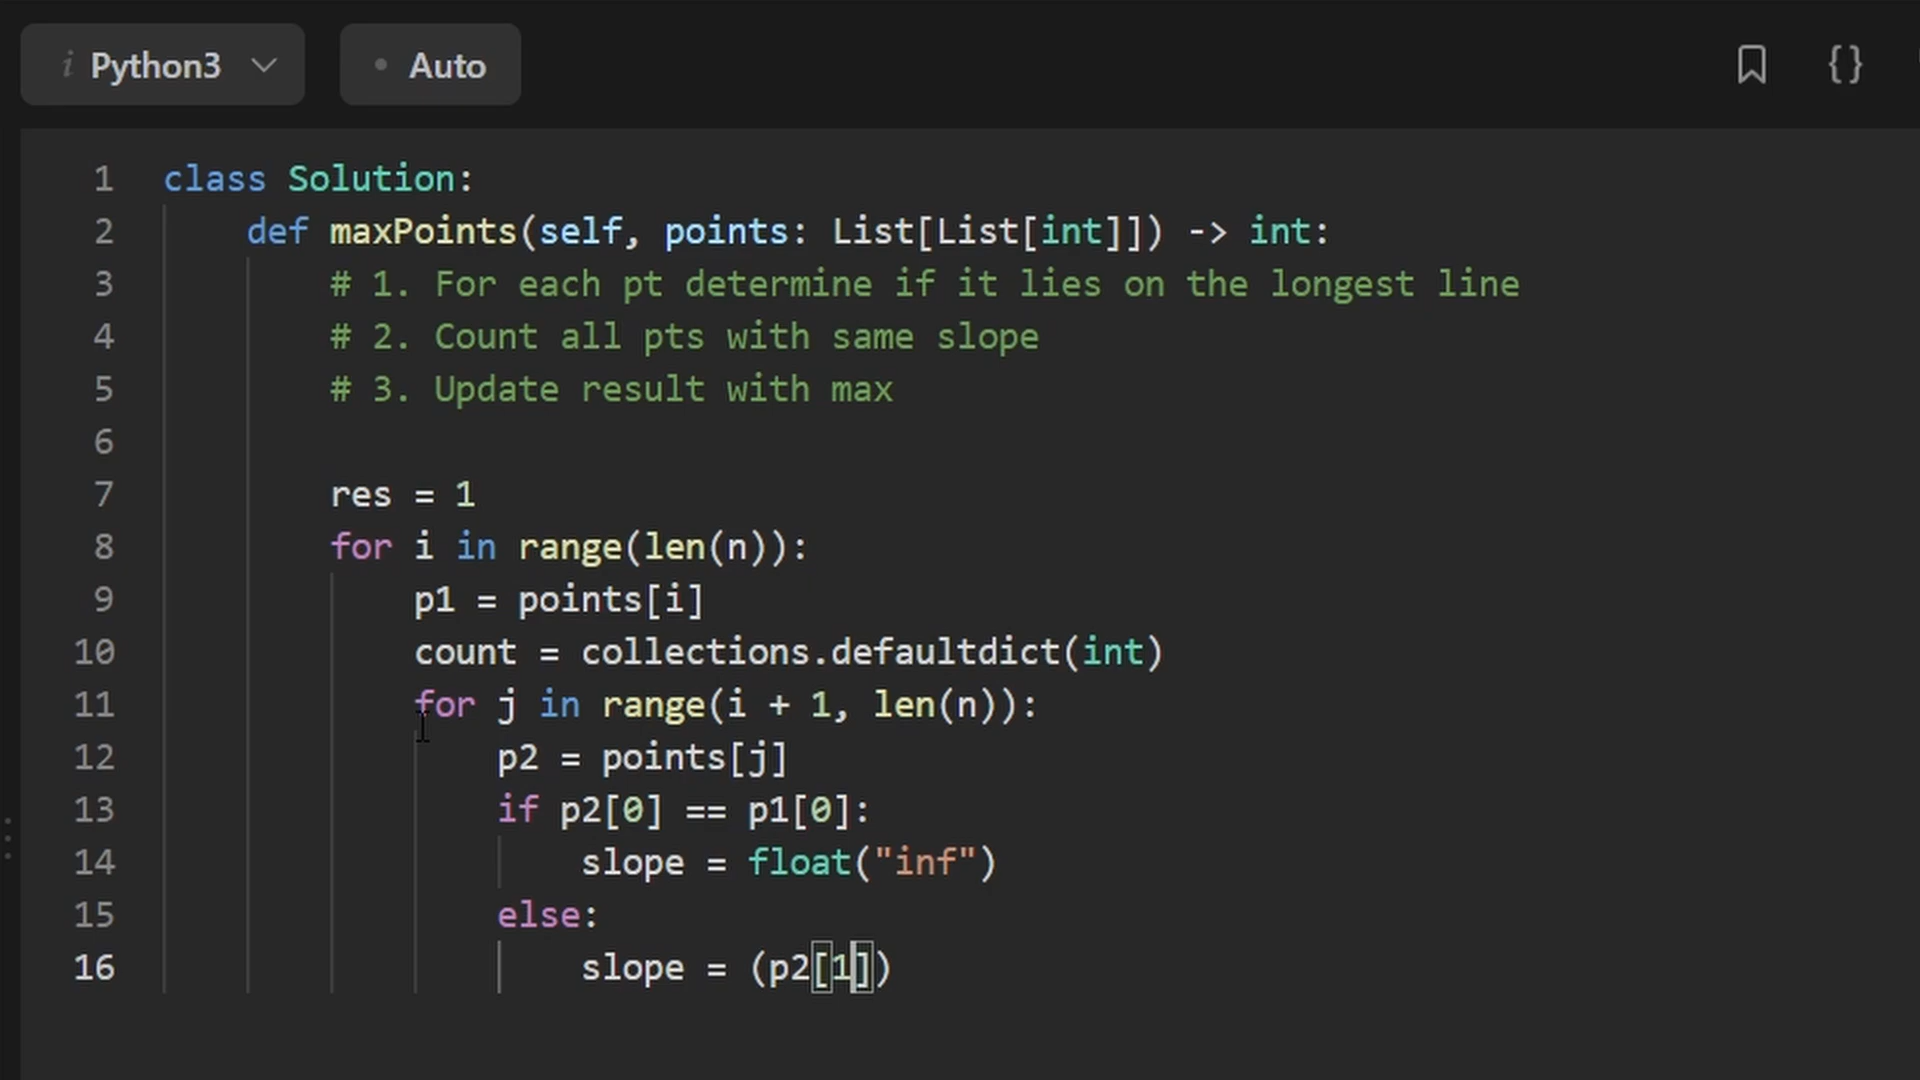 i Python3
Auto
{}
1 class Solution:
2 def maxPoints(self, points: List[List[int]]) -> int:
3 # 1. For each pt determine if it lies on the longest line
4 # 2. Count all pts with same slope
5 # 3. Update result with max
6
7 res = 1
8 for i in range(len(n)):
9 p1 = points[i]
10 count = collections.defaultdict(int)
11 for j in range(i + 1, len(n)):
12 p2 = points[j]
13 if p2[0] == p1[0]:
14 slope = float("inf")
15 else:
16 slope = (p2[1])